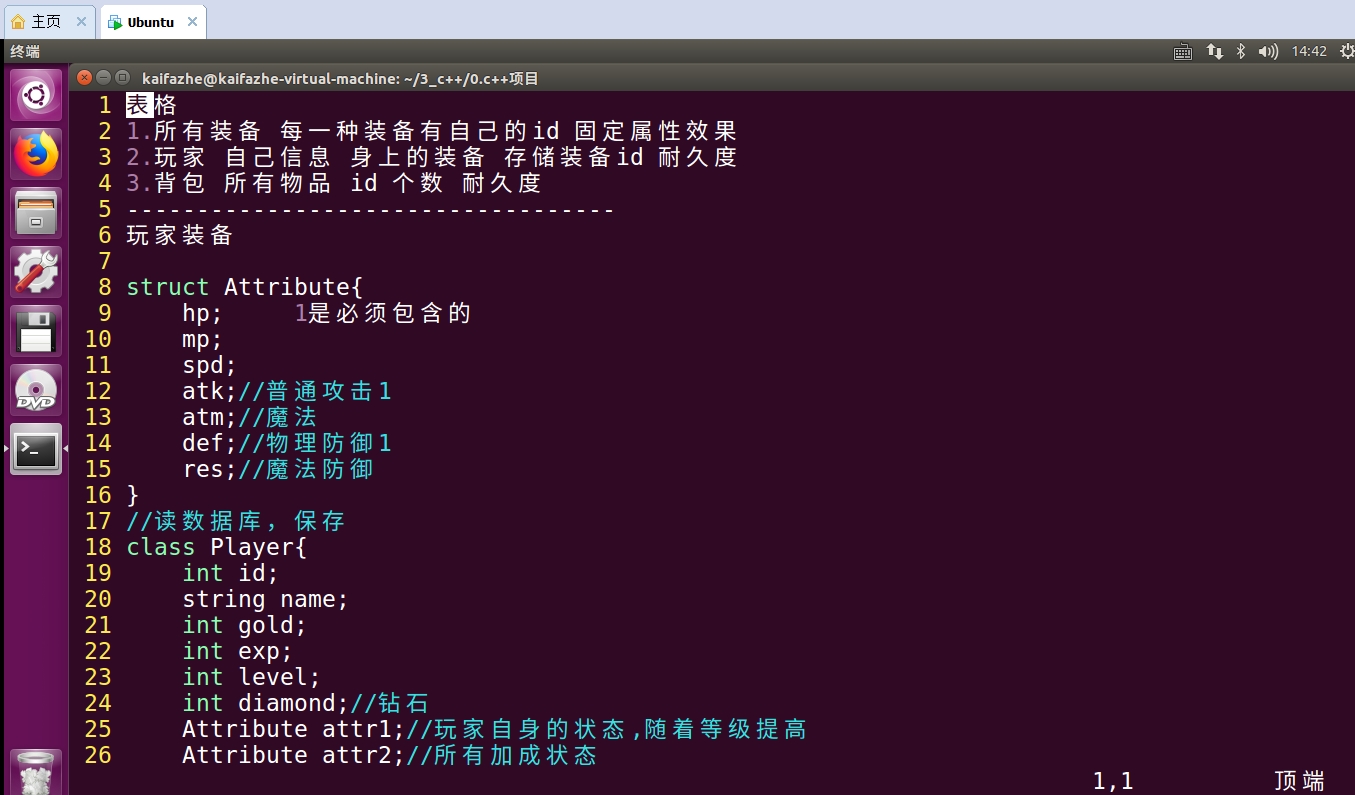 主页
Ubuntu
终端
14:42
kaifazhe@kaifazhe-virtual-machine: ~/3_c++/0.c++项目
1 表格
2 1.所有装备 每一种装备有自己的id 固定属性效果
3 2.玩家 自己信息 身上的装备 存储装备id 耐久度
4 3.背包 所有物品 id 个数 耐久度
5 -----------------------------------
6 玩家装备
7
8 struct Attribute{
9     hp;     1是必须包含的
10     mp;
11     spd;
12     atk;//普通攻击1
13     atm;//魔法
14     def;//物理防御1
15     res;//魔法防御
16 }
17 //读数据库，保存
18 class Player{
19     int id;
20     string name;
21     int gold;
22     int exp;
23     int level;
24     int diamond;//钻石
25     Attribute attr1;//玩家自身的状态,随着等级提高
26     Attribute attr2;//所有加成状态
1,1 顶端
DVD